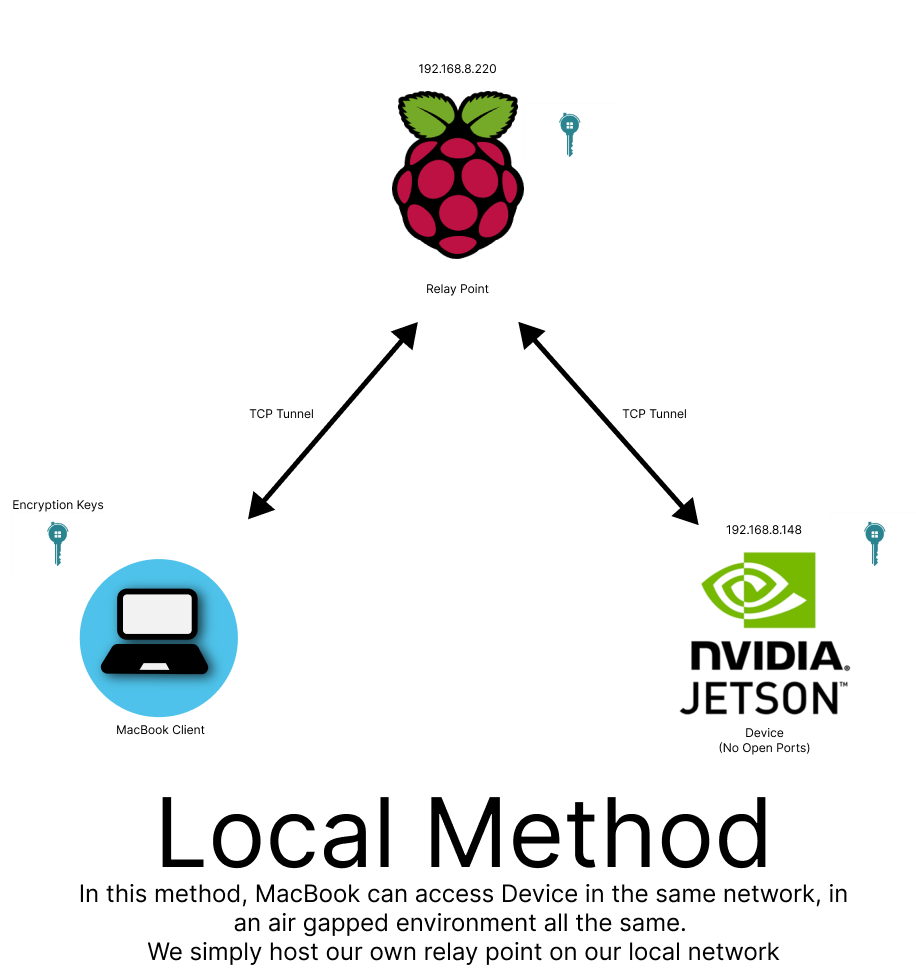 192.168.8.220
Relay Point
TCP Tunnel
TCP Tunnel
Encryption Keys
192.168.8.148
NVIDIA®
JETSON™
MacBook Client
Device
(No Open Ports)
Local Method
In this method, MacBook can access Device in the same network, in
an air gapped environment all the same.
We simply host our own relay point on our local network